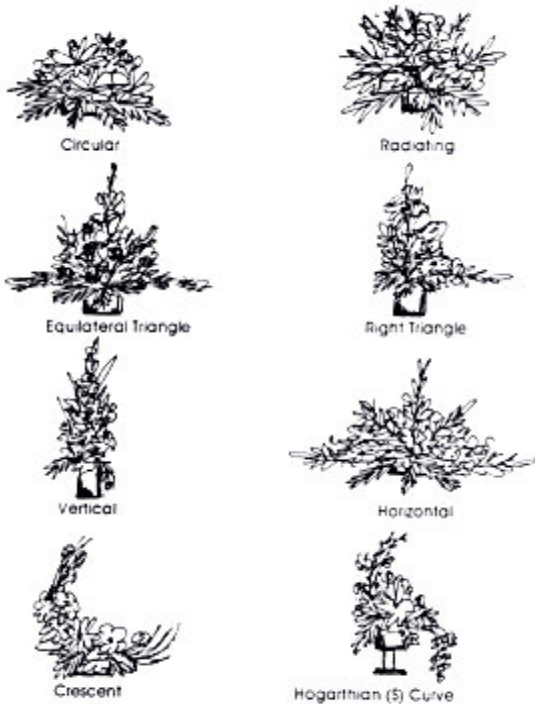 Circular
Radiating
Equilateral Triangle
Right Triangle
Vertical
Horizontal
Crescent
Hogarthian (S) Curve